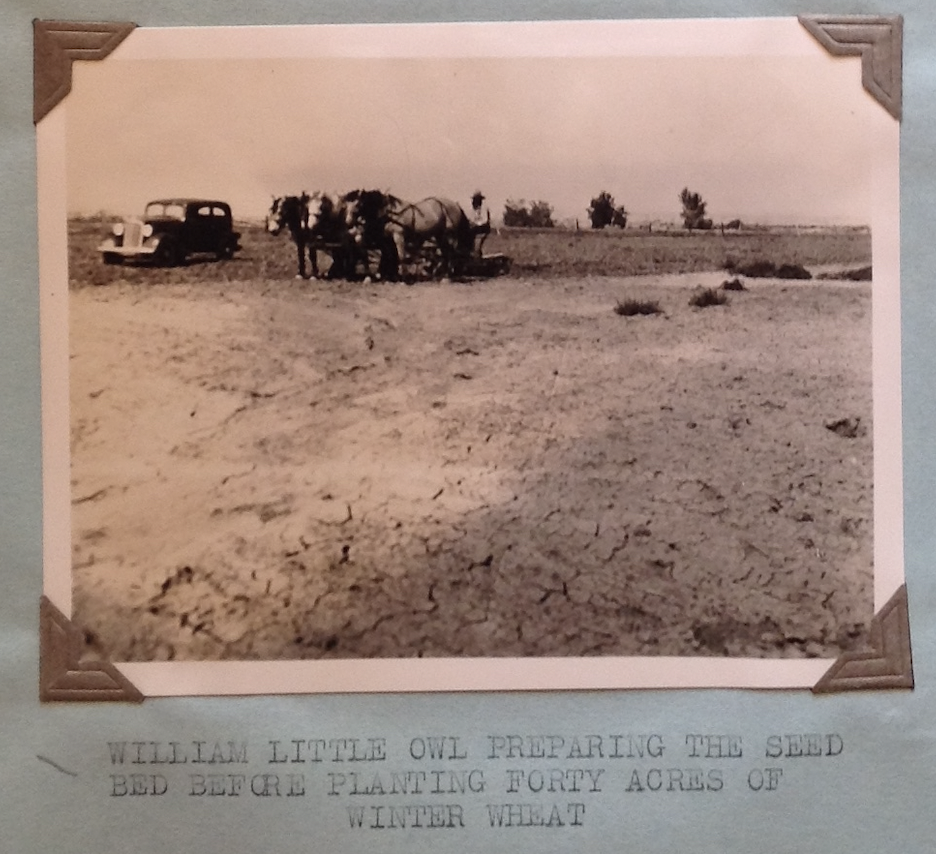 WILLIAM LITTLE OWL PREPARING THE SEED
BED BEFORE PLANTING FORTY ACRES OF
WINTER WHEAT